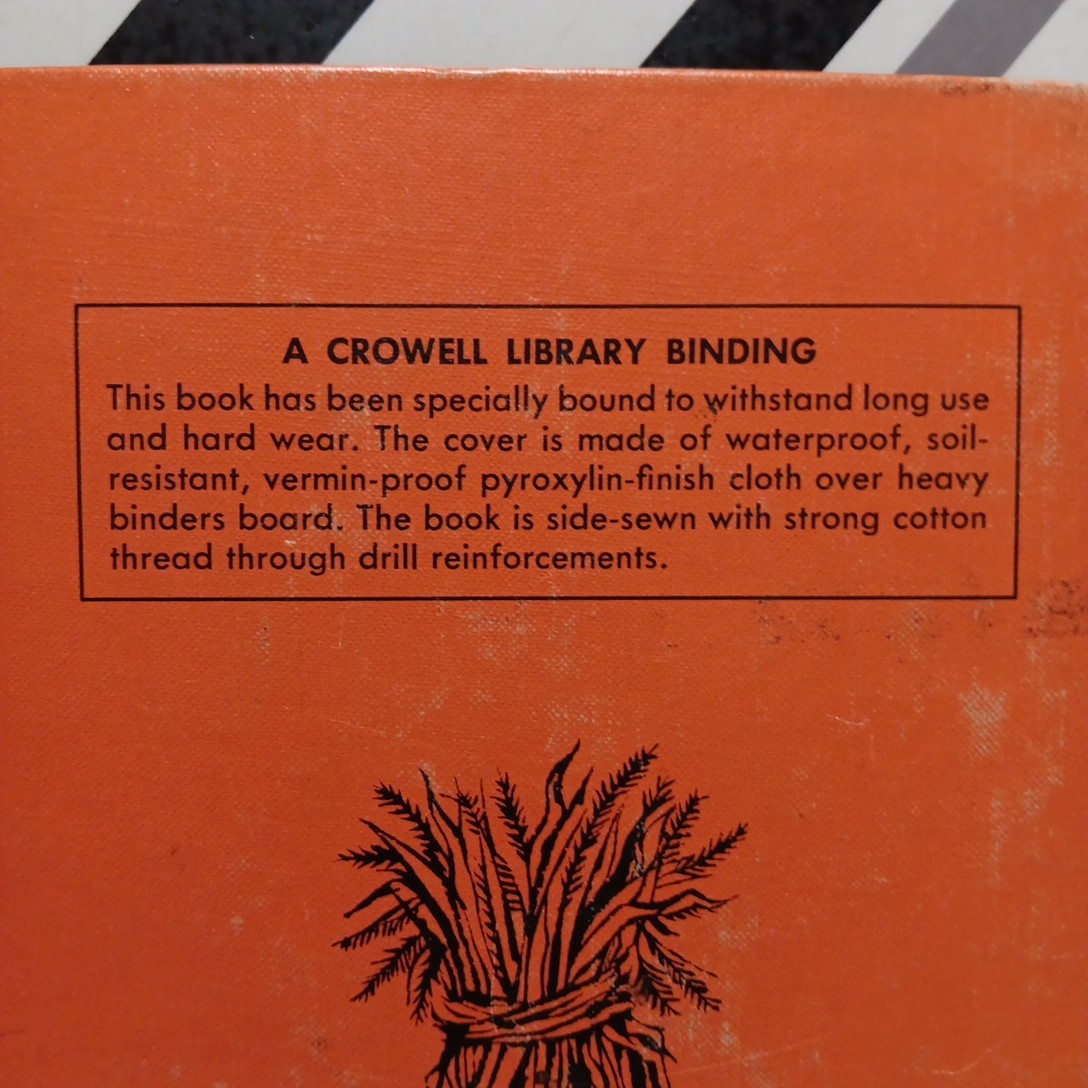 A CROWELL LIBRARY BINDING
This book has been specially bound to withstand long use
and hard wear. The cover is made of waterproof, soil-
resistant, vermin-proof pyroxylin-finish cloth over heavy
binders board. The book is side-sewn with strong cotton
thread through drill reinforcements.